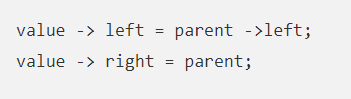 value -> left = parent ->left;
value -> right = parent;